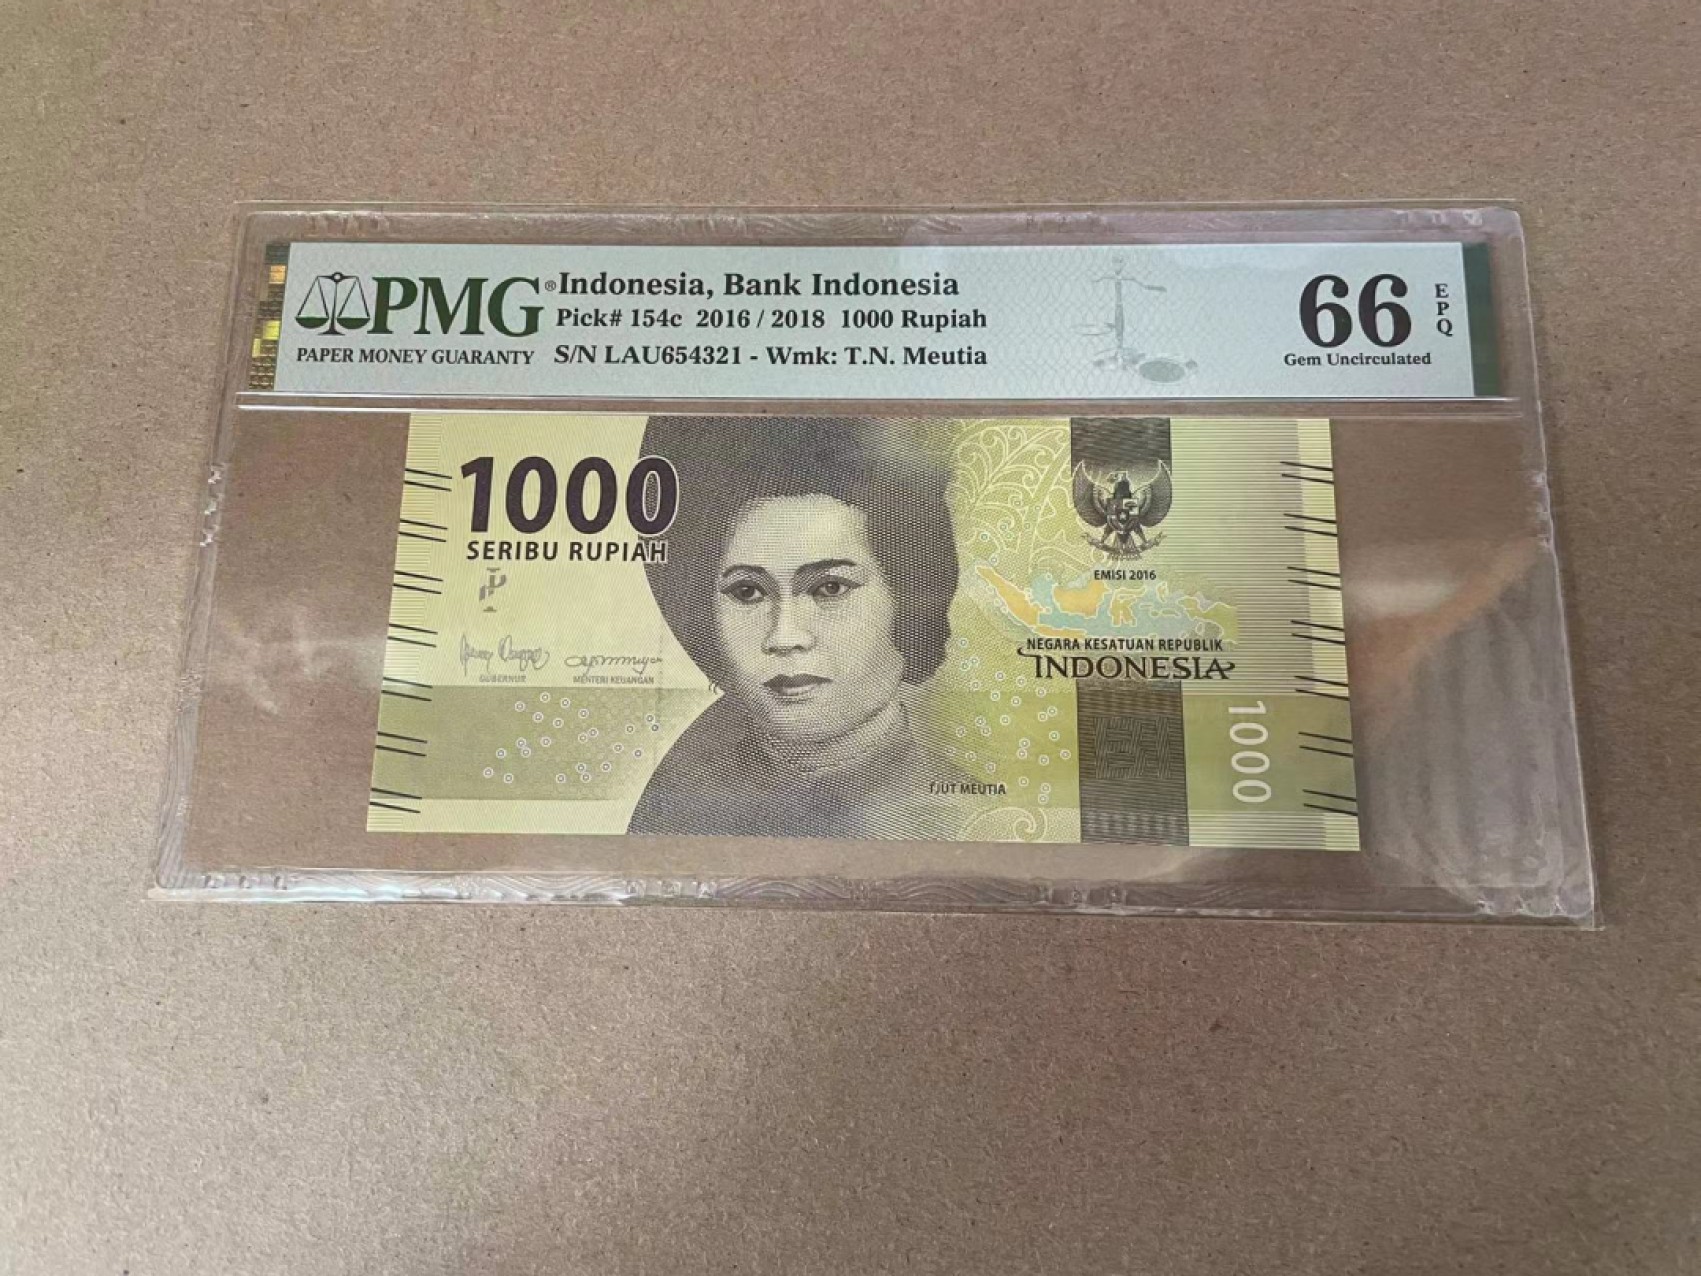 PMG®
PAPER MONEY GUARANTY
Indonesia, Bank Indonesia
Pick# 154c 2016 / 2018 1000 Rupiah
S/N LAU654321 - Wmk: T.N. Meutia
66
EPQ
Gem Uncirculated
1000
SERIBU RUPIAH
GUBERNUR
MENTERI KEUANGAN
TJUT MEUTIA
EMISI 2016
NEGARA KESATUAN REPUBLIK
INDONESIA
1000